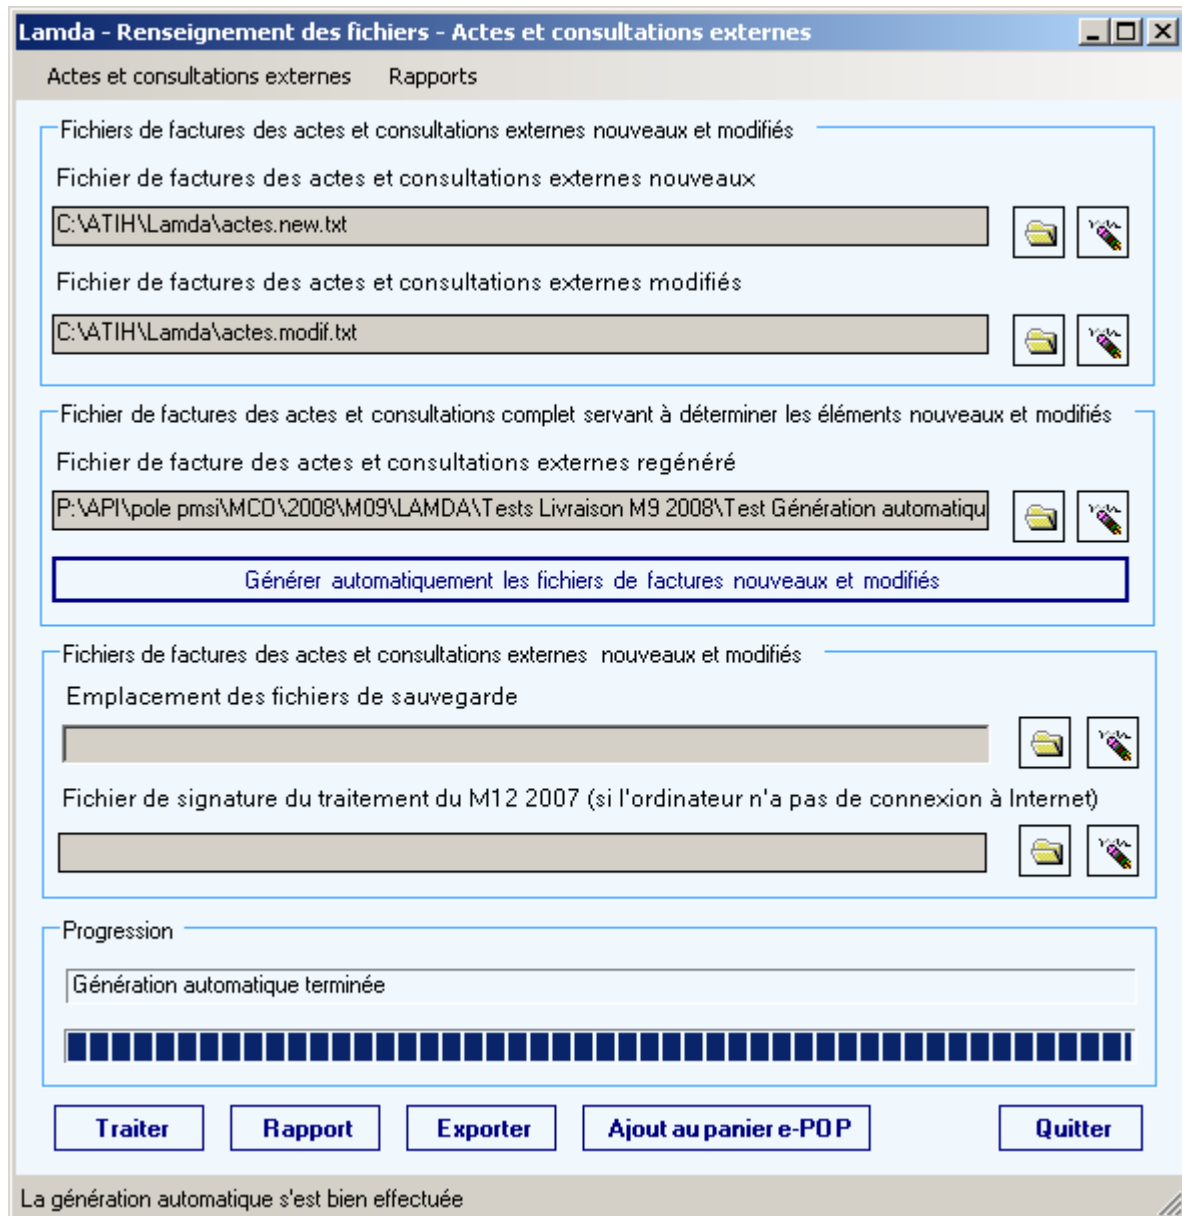 Lamda - Renseignement des fichiers - Actes et consultations externes
Actes et consultations externes Rapports
Fichiers de factures des actes et consultations externes nouveaux et modifiés
Fichier de factures des actes et consultations externes nouveaux
C:\ATIH\Lamda\actes.new.txt
Fichier de factures des actes et consultations externes modifiés
C:\ATIH\Lamda\actes.modif.txt
Fichier de factures des actes et consultations complet servant à déterminer les éléments nouveaux et modifiés
Fichier de facture des actes et consultations externes regénéré
P:\API\pole pmsi\MCO\2008\M09\LAMDA\Tests Livraison M9 2008\Test Génération automatiqu
Générer automatiquement les fichiers de factures nouveaux et modifiés
Fichiers de factures des actes et consultations externes nouveaux et modifiés
Emplacement des fichiers de sauvegarde
Fichier de signature du traitement du M12 2007 (si l'ordinateur n'a pas de connexion à Internet)
Progression
Génération automatique terminée
Traiter Rapport Exporter Ajout au panier e-POP Quitter
La génération automatique s'est bien effectuée